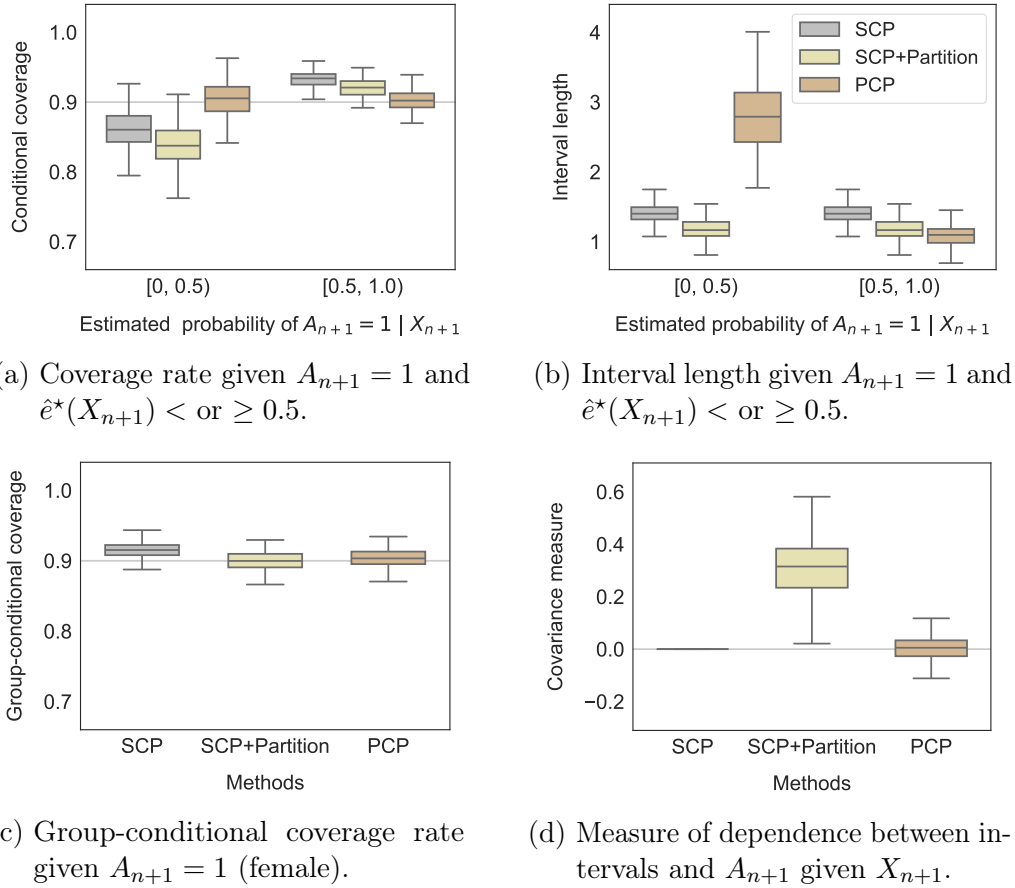 1.0
0.9
0.8
0.7
Conditional coverage
[0, 0.5)
[0.5, 1.0)
Estimated probability of A_{n+1} = 1 | X_{n+1}
4
3
2
1
Interval length
SCP
SCP+Partition
PCP
[0, 0.5)
[0.5, 1.0)
Estimated probability of A_{n+1} = 1 | X_{n+1}
a) Coverage rate given A_{n+1} = 1 and
ê*(X_{n+1}) < or ≥ 0.5.
(b) Interval length given A_{n+1} = 1 and
ê*(X_{n+1}) < or ≥ 0.5.
1.0
0.9
0.8
0.7
Group-conditional coverage
SCP
SCP+Partition
PCP
Methods
0.6
0.4
0.2
0.0
−0.2
Covariance measure
SCP
SCP+Partition
PCP
Methods
c) Group-conditional coverage rate
given A_{n+1} = 1 (female).
(d) Measure of dependence between in-
tervals and A_{n+1} given X_{n+1}.